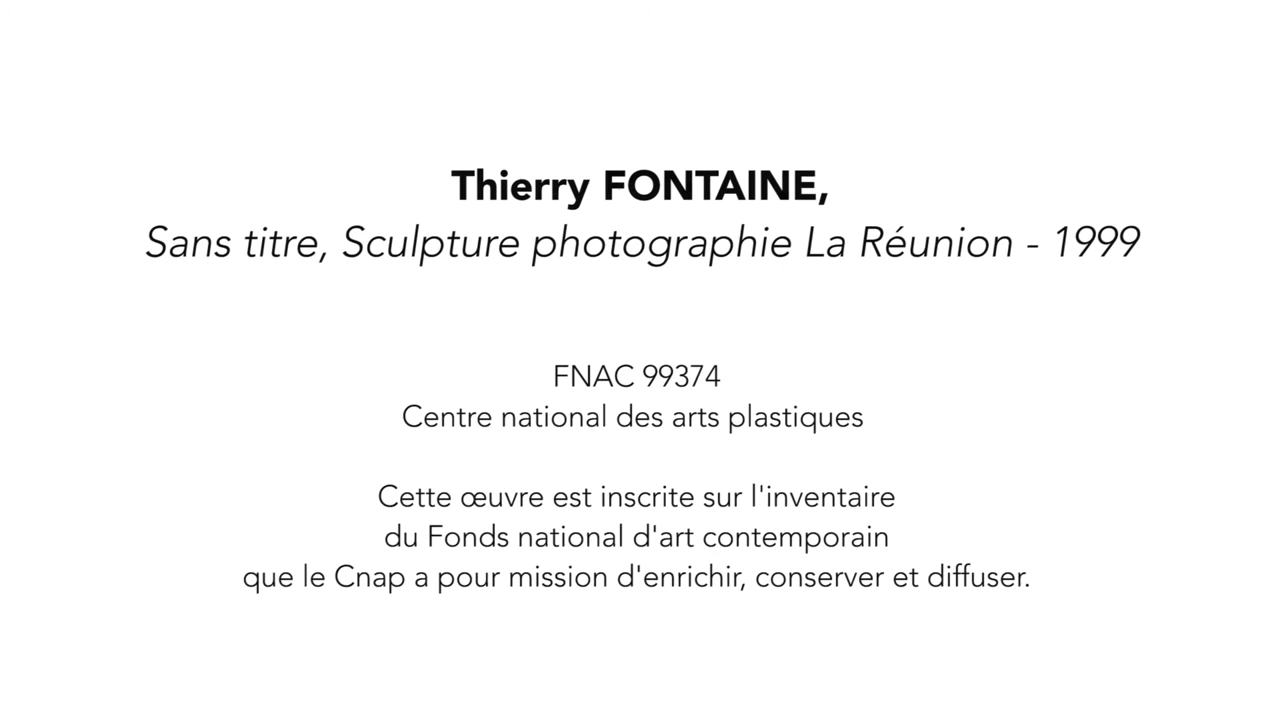 Thierry FONTAINE,
Sans titre, Sculpture photographie La Réunion - 1999
FNAC 99374
Centre national des arts plastiques
Cette œuvre est inscrite sur l'inventaire
du Fonds national d'art contemporain
que le Cnap a pour mission d'enrichir, conserver et diffuser.